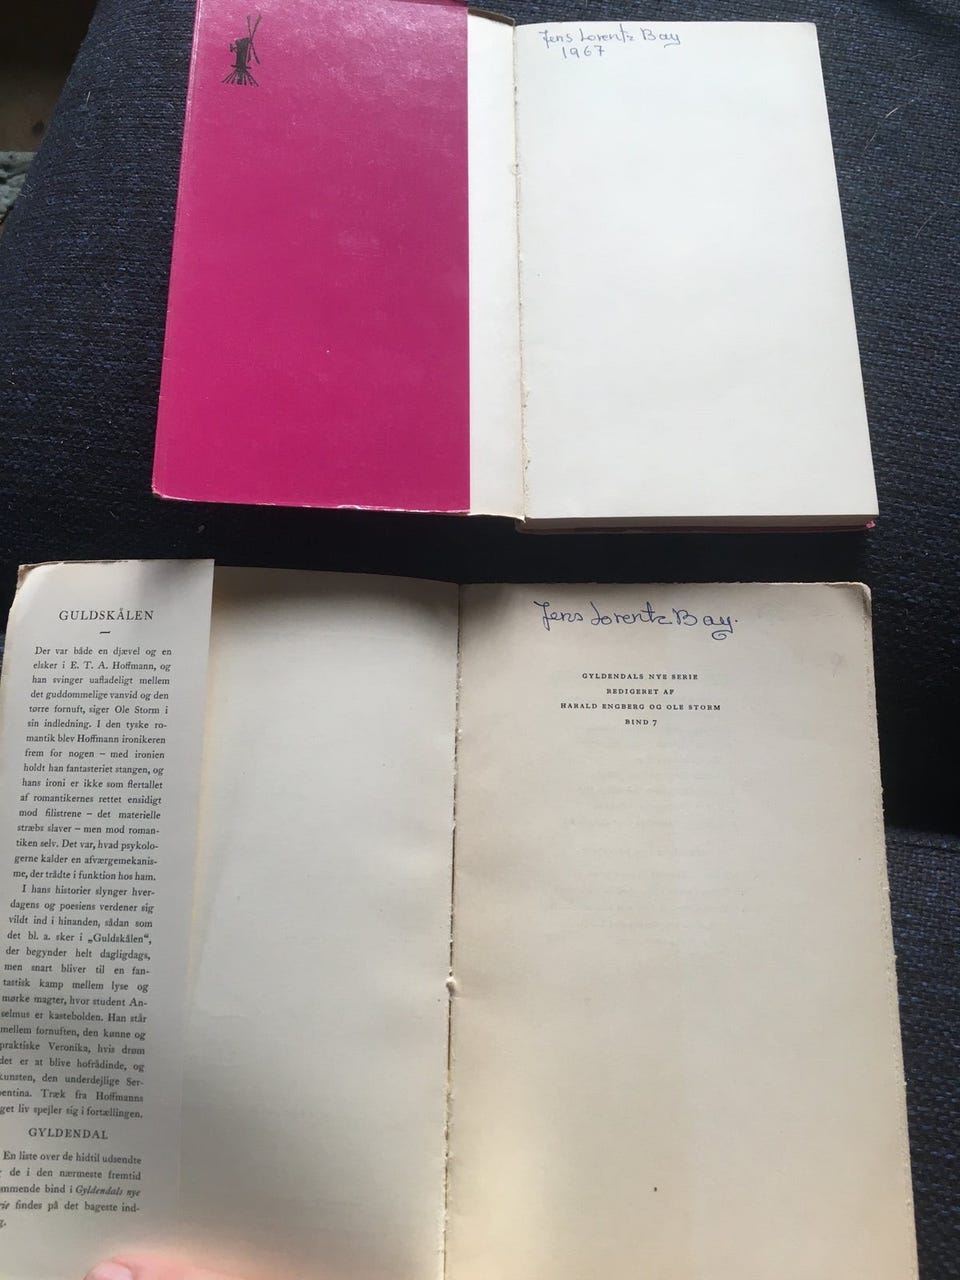 Jens Lorentz Bay
1967
GULDSKÅLEN
Der var både en djævel og en
elsker i E. T. A. Hoffmann, og
han svinger uafladeligt mellem
det guddommelige vanvid og den
tørre fornuft, siger Ole Storm i
sin indledning. I den tyske ro-
mantik blev Hoffmann ironikeren
frem for nogen – med ironien
holdt han fantasteriet stangen, og
hans ironi er ikke som flertallet
af romantikernes rettet ensidigt
mod filistrene – det materielle
stræbs slaver – men mod roman-
tiken selv. Det var, hvad psykolo-
gerne kalder en afværgemekanis-
me, der trådte i funktion hos ham.
I hans historier slynger hver-
dagens og poesiens verdener sig
vildt ind i hinanden, sådan som
det bl. a. sker i „Guldskålen“,
der begynder helt dagligdags,
men snart bliver til en fan-
tastisk kamp mellem lyse og
mørke magter, hvor student An-
selmus er kastebolden. Han står
mellem fornuften, den kønne og
praktiske Veronika, hvis drøm
det er at blive hofrådinde, og
kunsten, den underdejlige Ser-
pentina. Træk fra Hoffmanns
get liv spejler sig i fortællingen.
GYLDENDAL
En liste over de hidtil udsendte
de i den nærmeste fremtid
mmende bind i Gyldendals nye
rie findes på det bageste ind-
g.
Jens Lorentz Bay.
GYLDENDALS NYE SERIE
REDIGERET AF
HARALD ENGBERG OG OLE STORM
BIND 7